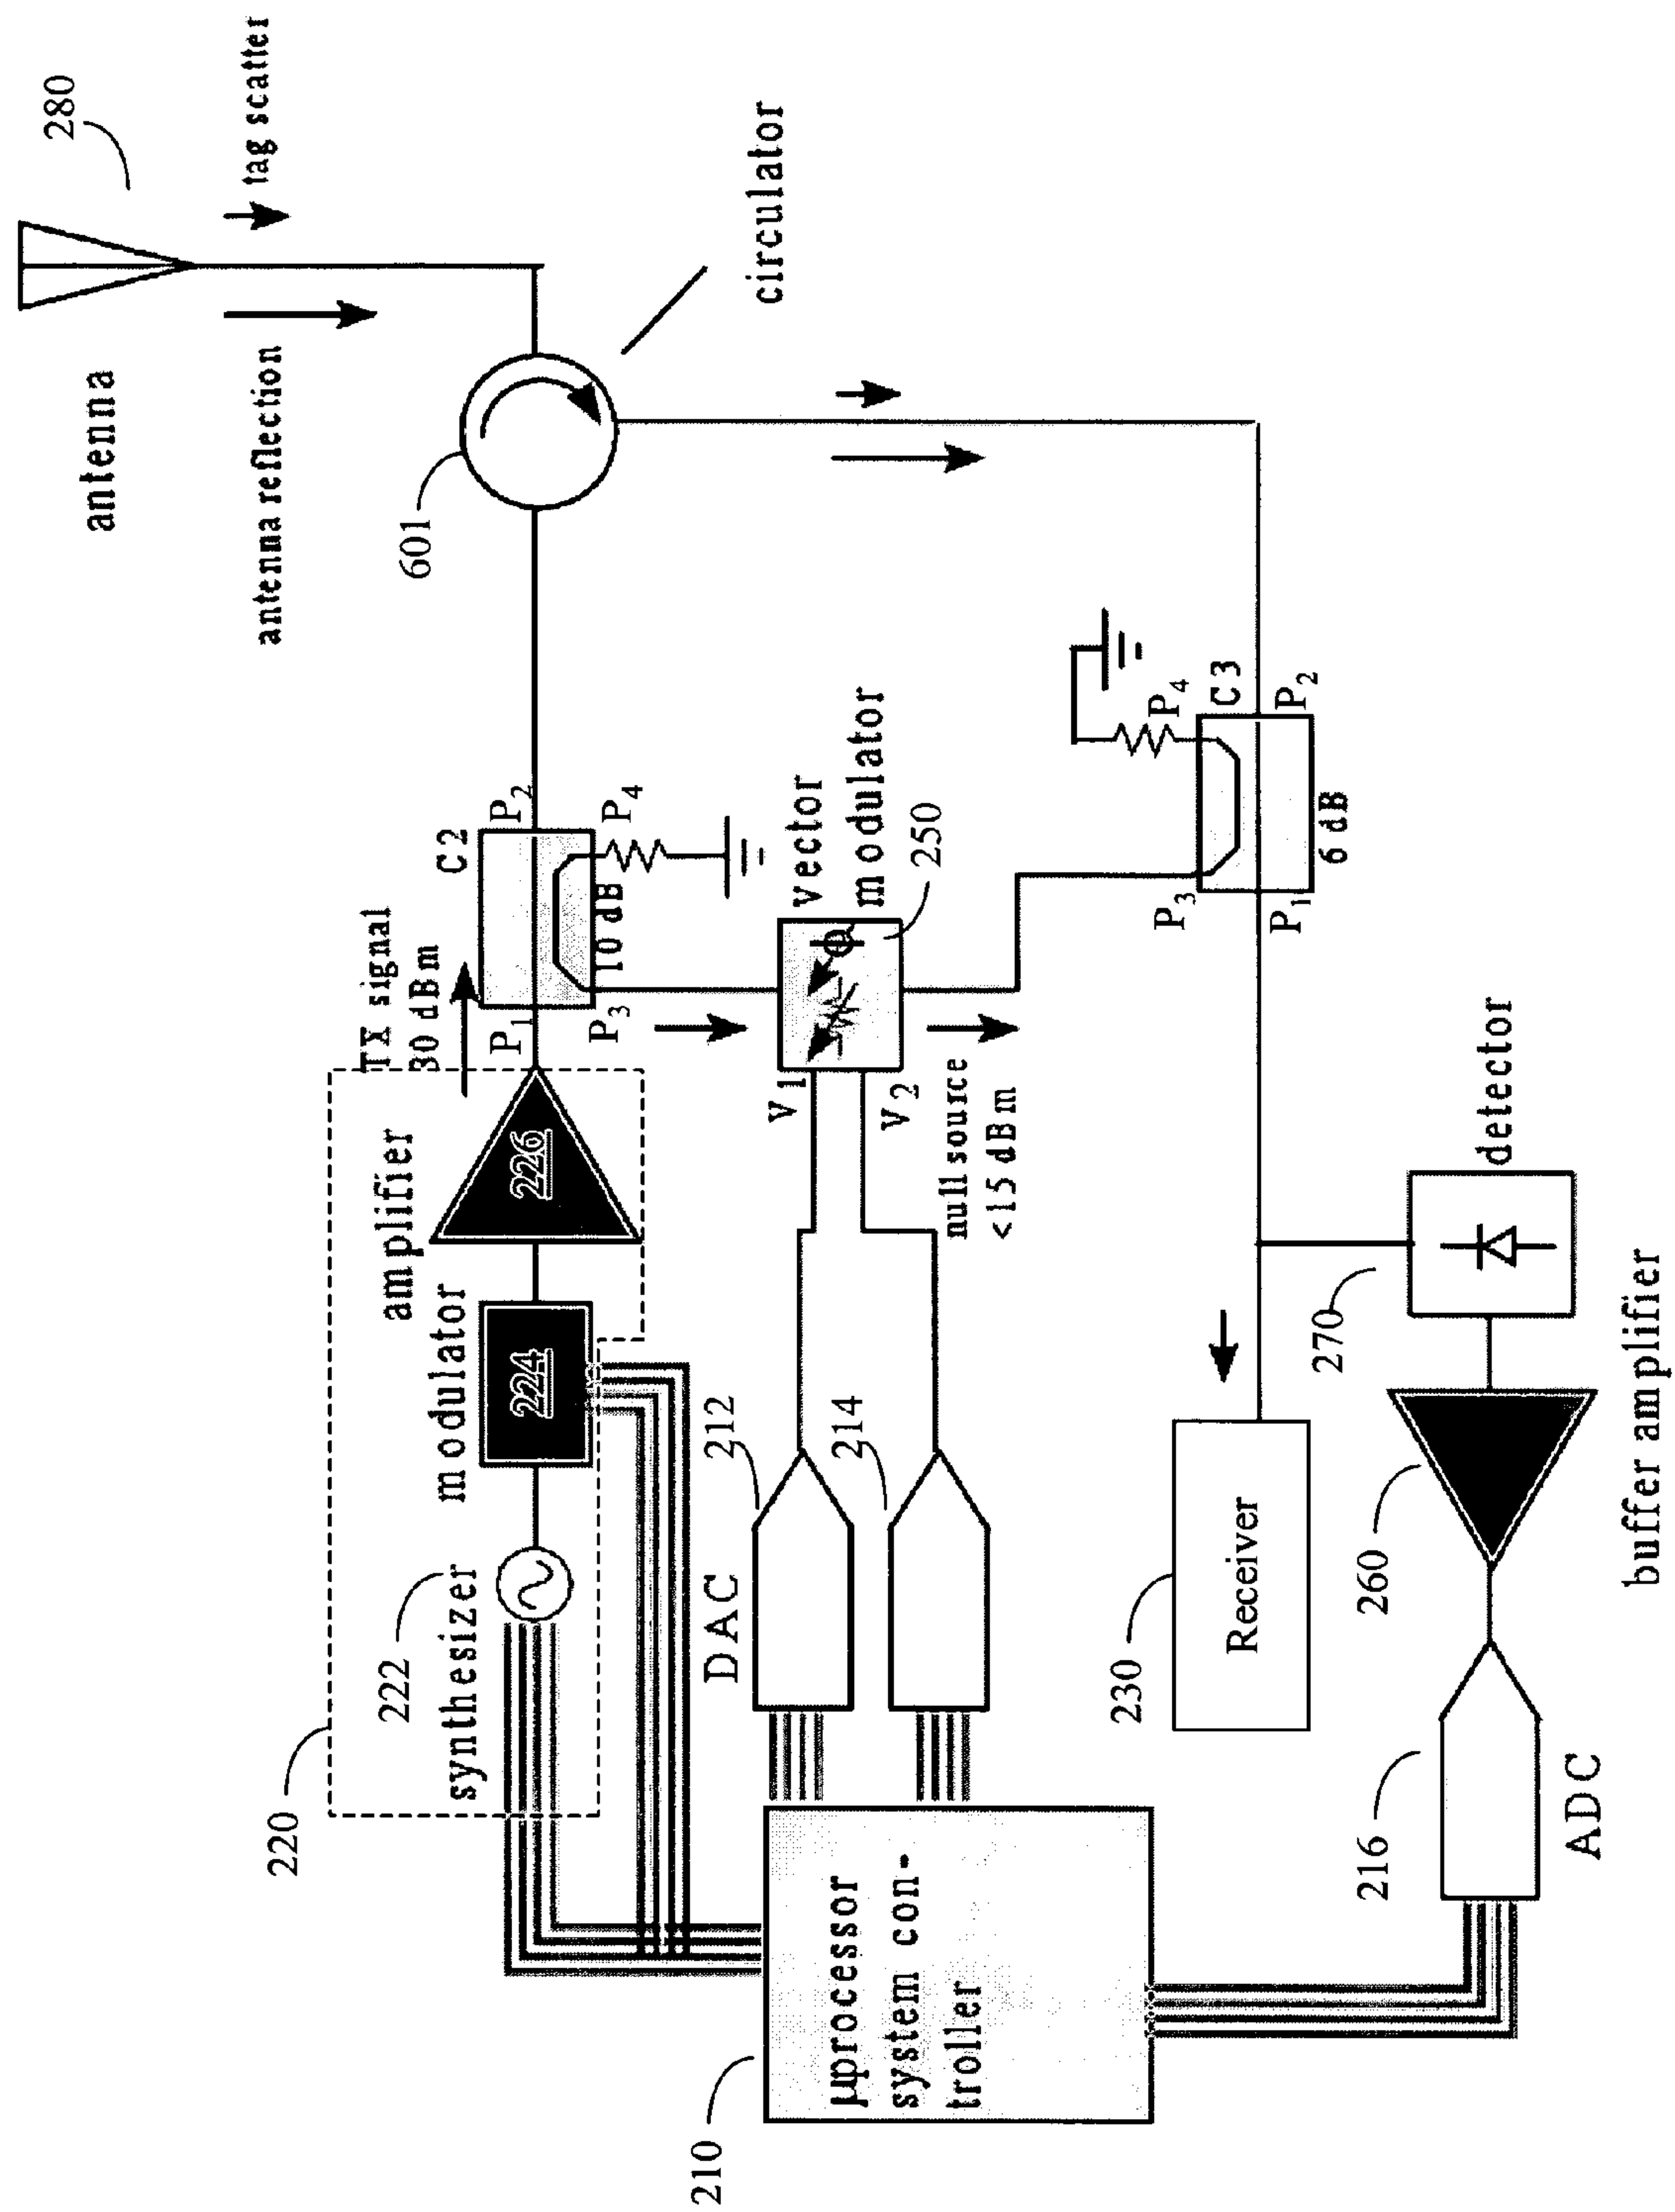 280
tag scatter
antenna
antenna reflection
601
circulator
TX signal
30 dBm
C2
P1
P2
P3
P4
10 dB
220
222
synthesizer
modulator
224
amplifier
226
vector
modulator
250
V1
V2
null source
<15 dBm
C3
P4
P3
P1
P2
6 dB
DAC
212
214
210
µprocessor
system con-
troller
230
Receiver
270
detector
260
buffer amplifier
216
ADC